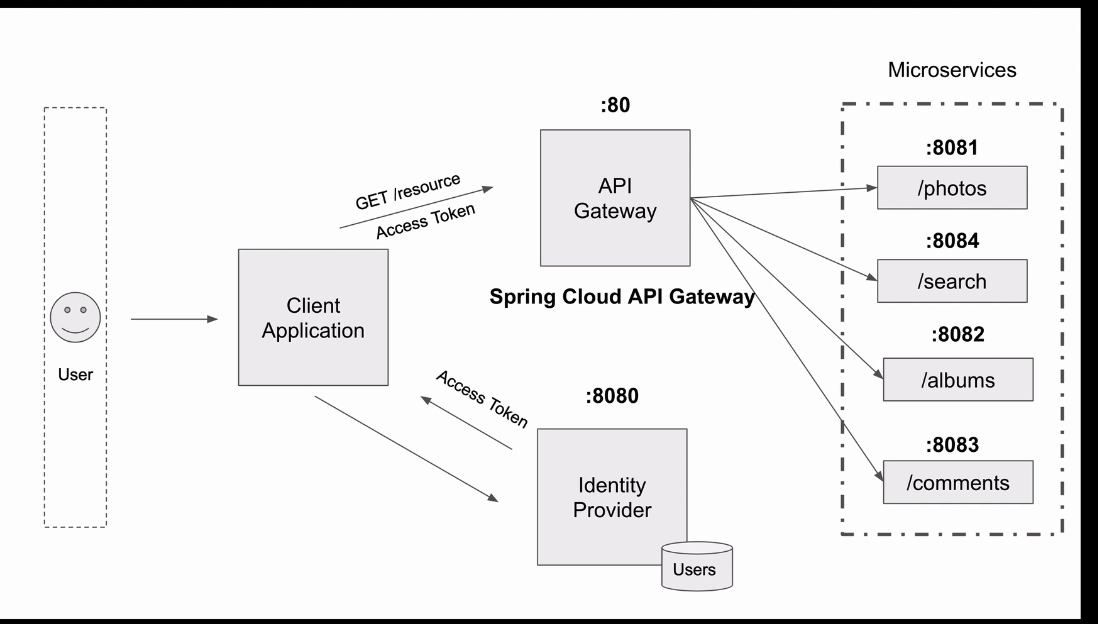 Microservices
:80
:8081
API
Gateway
/photos
GET /resource
Access Token
:8084
/search
Spring Cloud API Gateway
Client
Application
:8082
/albums
User
Access Token
:8080
:8083
/comments
Identity
Provider
Users